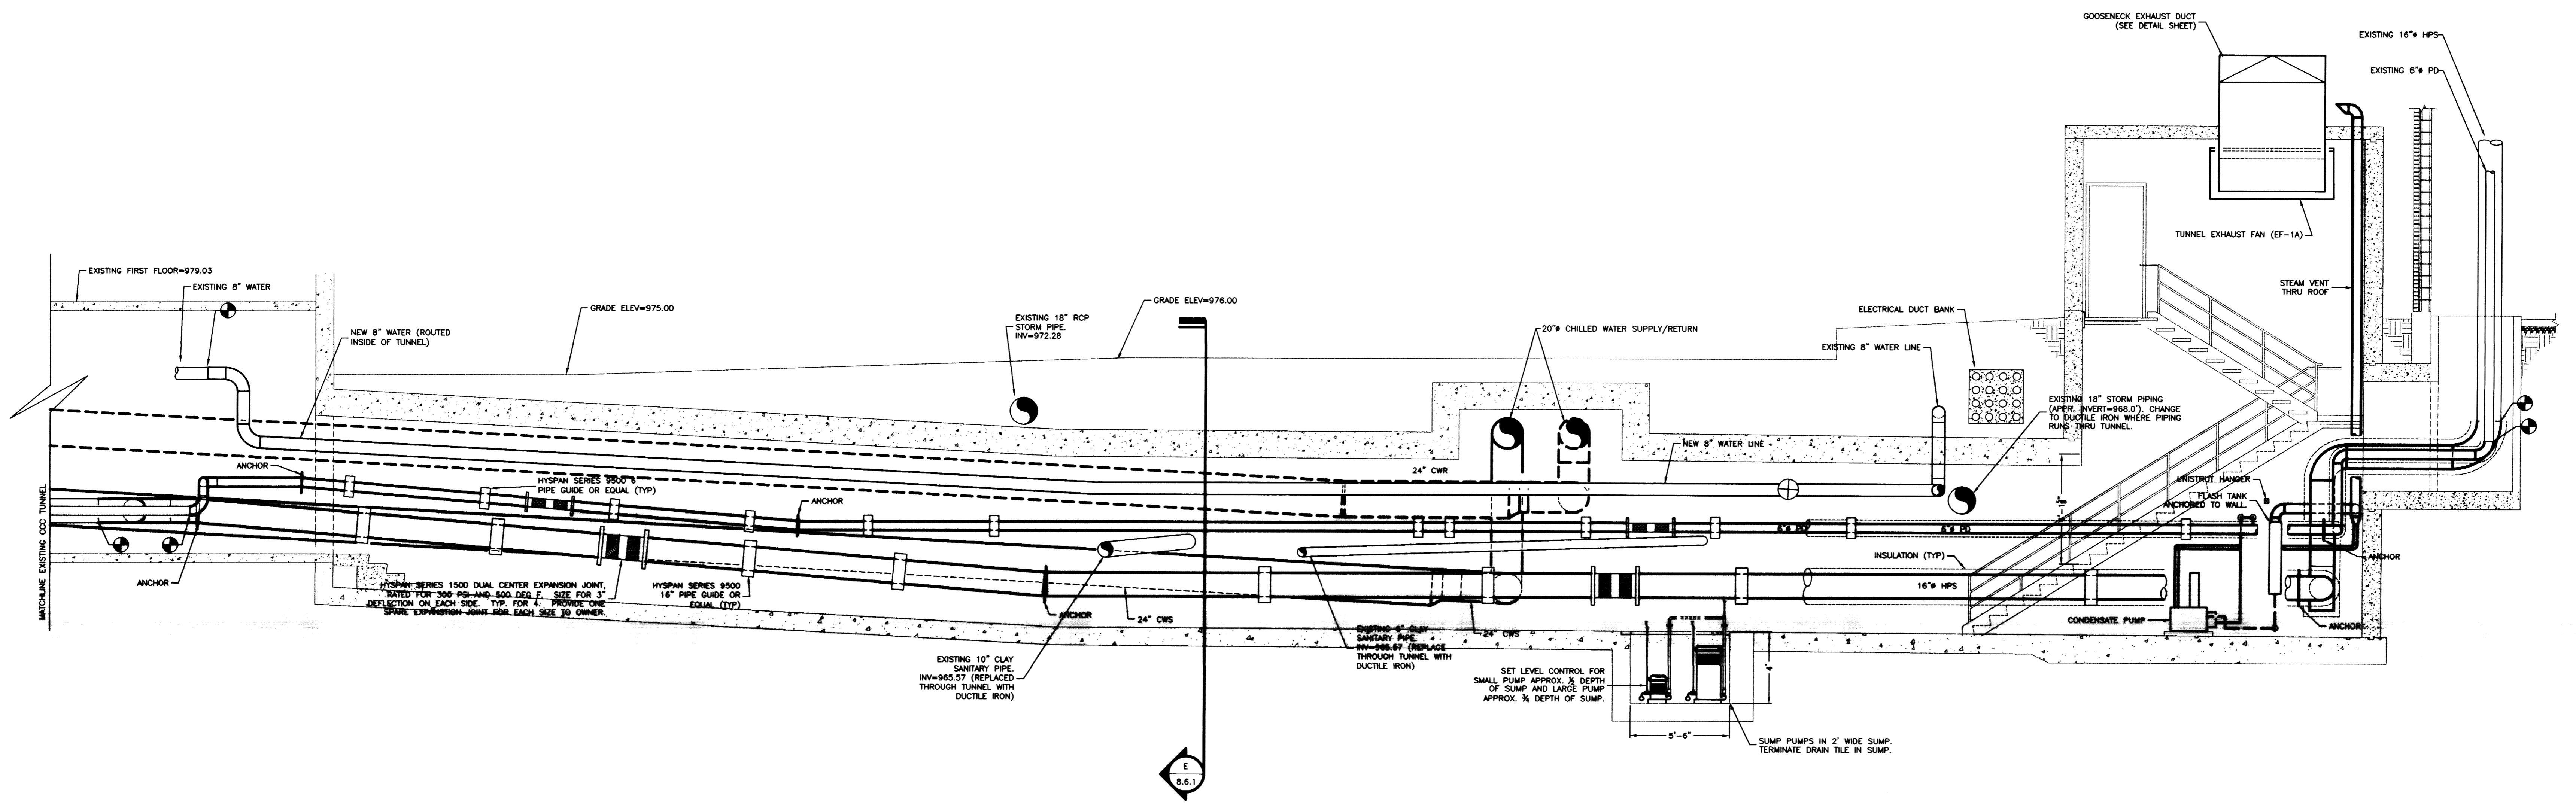 GOOSENECK EXHAUST DUCT
(SEE DETAIL SHEET)
EXISTING 16"ø HPS
EXISTING 6"ø PD
TUNNEL EXHAUST FAN (EF-1A)
STEAM VENT
THRU ROOF
EXISTING FIRST FLOOR=979.03
EXISTING 8" WATER
NEW 8" WATER (ROUTED
INSIDE OF TUNNEL)
GRADE ELEV=975.00
EXISTING 18" RCP
STORM PIPE.
INV=972.28
GRADE ELEV=976.00
20"ø CHILLED WATER SUPPLY/RETURN
ELECTRICAL DUCT BANK
EXISTING 8" WATER LINE
EXISTING 18" STORM PIPING
(APPR. INVERT=968.0'). CHANGE
TO DUCTILE IRON WHERE PIPING
RUNS THRU TUNNEL.
NEW 8" WATER LINE
24" CWR
ANCHOR
HYSPAN SERIES 9500 6
PIPE GUIDE OR EQUAL (TYP)
ANCHOR
UNISTRUT HANGER
FLASH TANK
ANCHORED TO WALL.
6"ø PD
6"ø PD
ANCHOR
INSULATION (TYP)
16"ø HPS
MATCHLINE EXISTING CCCC TUNNEL
ANCHOR
HYSPAN SERIES 1500 DUAL CENTER EXPANSION JOINT.
RATED FOR 300 PSI AND 500 DEG F. SIZE FOR 3"
DEFLECTION ON EACH SIDE. TYP. FOR 4. PROVIDE ONE
SPARE EXPANSTION JOINT FOR EACH SIZE TO OWNER.
HYSPAN SERIES 9500
16" PIPE GUIDE OR
EQUAL (TYP)
ANCHOR
24" CWS
EXISTING 10" CLAY
SANITARY PIPE.
INV=965.57 (REPLACED
THROUGH TUNNEL WITH
DUCTILE IRON)
EXISTING 6" CLAY
SANITARY PIPE.
INV=965.57 (REPLACE
THROUGH TUNNEL WITH
DUCTILE IRON)
24" CWS
CONDENSATE PUMP
ANCHOR
SET LEVEL CONTROL FOR
SMALL PUMP APPROX. ½ DEPTH
OF SUMP AND LARGE PUMP
APPROX. ¾ DEPTH OF SUMP.
4'
5'-6"
SUMP PUMPS IN 2' WIDE SUMP.
TERMINATE DRAIN TILE IN SUMP.
E
8.6.1